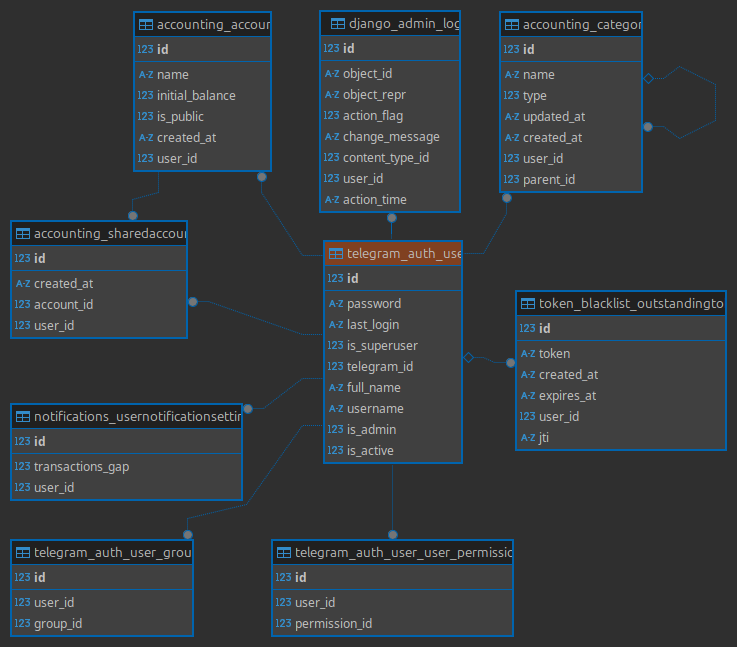 accounting_accour
123 id
A-Z name
123 initial_balance
123 is_public
A-Z created_at
123 user_id
django_admin_log
123 id
A-Z object_id
A-Z object_repr
123 action_flag
A-Z change_message
123 content_type_id
123 user_id
A-Z action_time
accounting_categor
123 id
A-Z name
123 type
A-Z updated_at
A-Z created_at
123 user_id
123 parent_id
accounting_sharedaccour
123 id
A-Z created_at
123 account_id
123 user_id
telegram_auth_use
123 id
A-Z password
A-Z last_login
123 is_superuser
123 telegram_id
A-Z full_name
A-Z username
123 is_admin
123 is_active
token_blacklist_outstandingto
123 id
A-Z token
A-Z created_at
A-Z expires_at
123 user_id
A-Z jti
notifications_usernotificationsettin
123 id
123 transactions_gap
123 user_id
telegram_auth_user_grou
123 id
123 user_id
123 group_id
telegram_auth_user_user_permissic
123 id
123 user_id
123 permission_id